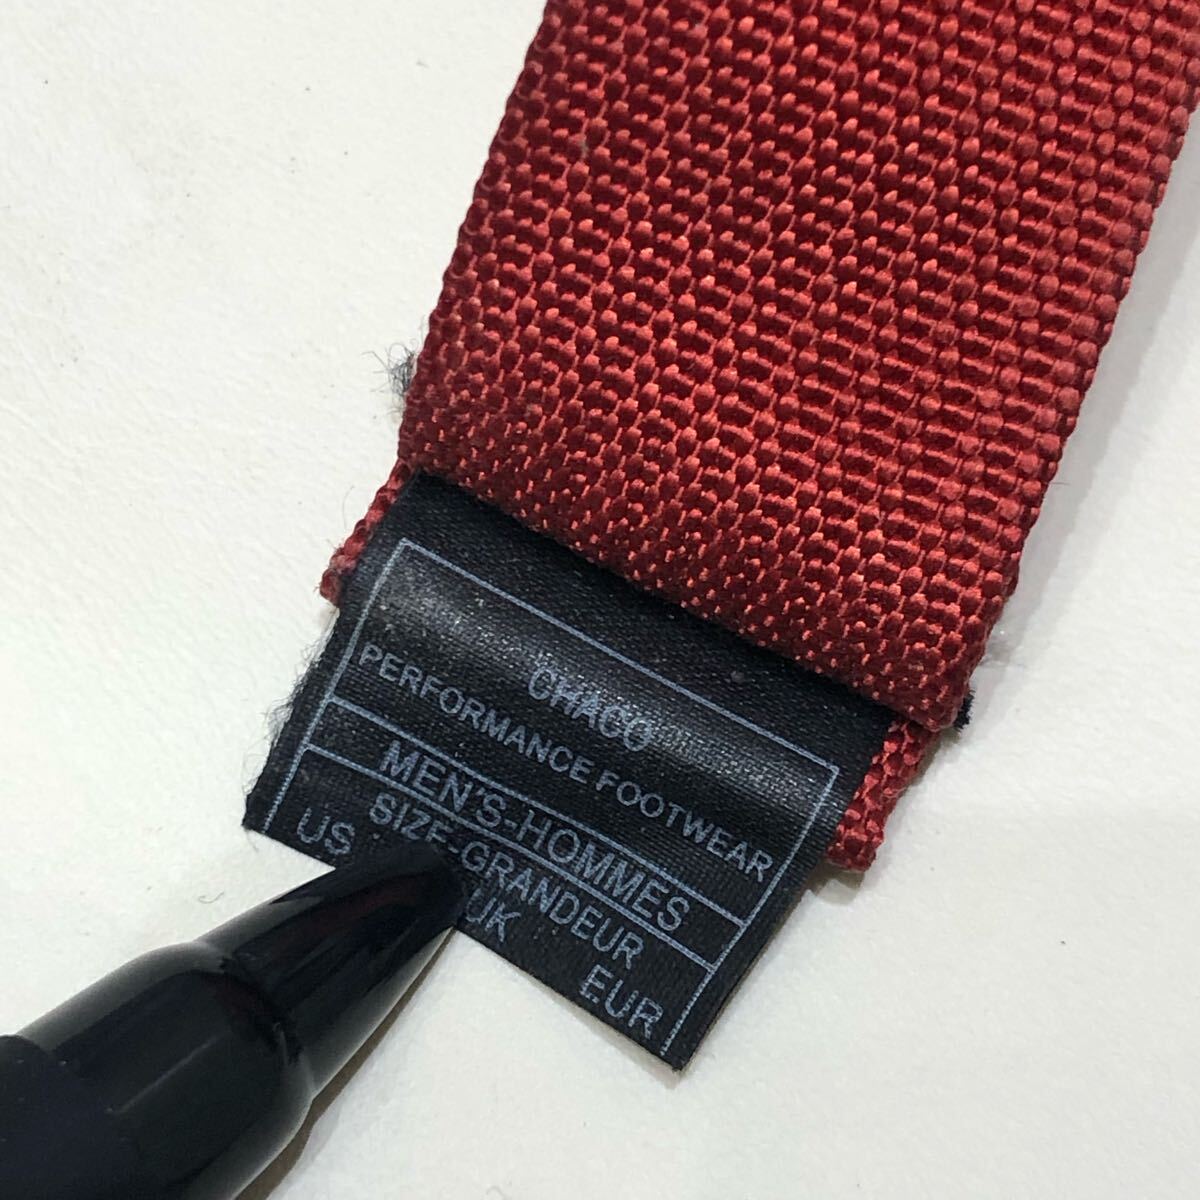 CHACO
PERFORMANCE FOOTWEAR
MEN'S-HOMMES
SIZE-GRANDEUR
US UK EUR